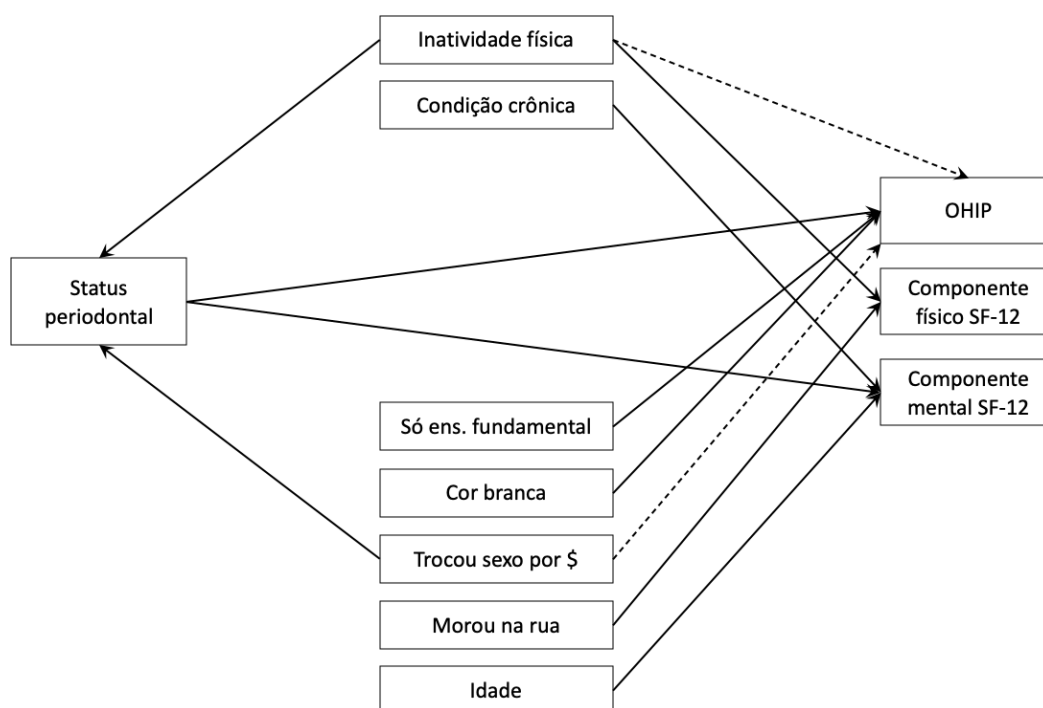 Inatividade física
Condição crônica
OHIP
Status
periodontal
Componente
físico SF-12
Componente
mental SF-12
Só ens. fundamental
Cor branca
Trocou sexo por $
Morou na rua
Idade